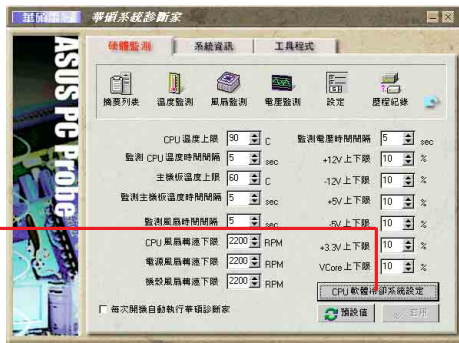 華碩電腦
華碩系統診斷家
ASUS PC Probe
硬體監測
系統資訊
工具程式
摘要列表
溫度監測
風扇監測
電壓監測
設定
歷程紀錄
CPU 溫度上限 90 C
監測 CPU 溫度時間間隔 5 sec
主機板溫度上限 60 C
監測主機板溫度時間間隔 5 sec
監測風扇時間間隔 5 sec
CPU 風扇轉速下限 2200 RPM
電源風扇轉速下限 2200 RPM
機殼風扇轉速下限 2200 RPM
監測電壓時間間隔 5 sec
+12V 上下限 10 %
-12V 上下限 10 %
+5V 上下限 10 %
-5V 上下限 10 %
+3.3V 上下限 10 %
VCore 上下限 10 %
CPU 軟體冷卻系統設定
每次開機自動執行華碩診斷家
預設值
套用